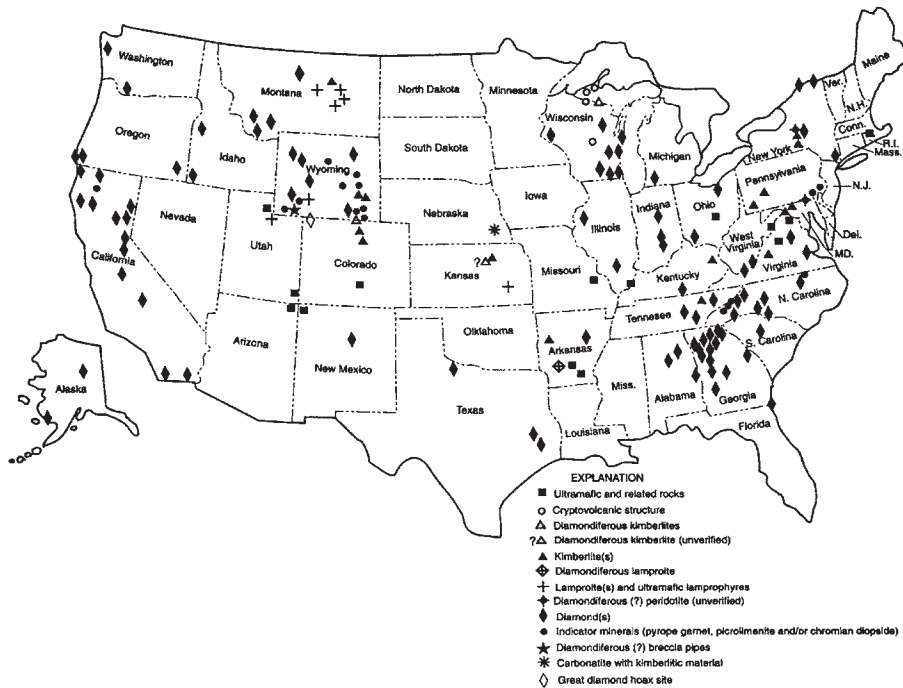 Washington
Montana
North Dakota
Minnesota
Maine
Ver.
N.H.
Oregon
Idaho
Wyoming
South Dakota
Wisconsin
Michigan
New York
Conn.
R.I.
Mass.
Pennsylvania
N.J.
Nevada
Utah
Colorado
Nebraska
Iowa
Illinois
Indiana
Ohio
West
Virginia
Del.
MD.
Virginia
California
?
Kansas
Missouri
Kentucky
N. Carolina
Tennesee
S. Carolina
Arizona
New Mexico
Olklahoma
Arkansas
Alaska
Texas
Louisiana
Miss.
Alabama
Georgia
Florida
EXPLANATION
Ultramafic and related rocks
Cryptovolcanic structure
Diamondiferous kimberlites
? Diamondiferous kimberlite (unverified)
Kimberlite(s)
Diamondiferous lamproite
Lamproite(s) and ultramafic lamprophyres
Diamondiferous (?) peridotite (unverified)
Diamond(s)
Indicator minerals (pyrope garnet, picroilmenite and/or chromian diopside)
Diamondiferous (?) breccia pipes
Carbonatite with kimberlitic material
Great diamond hoax site